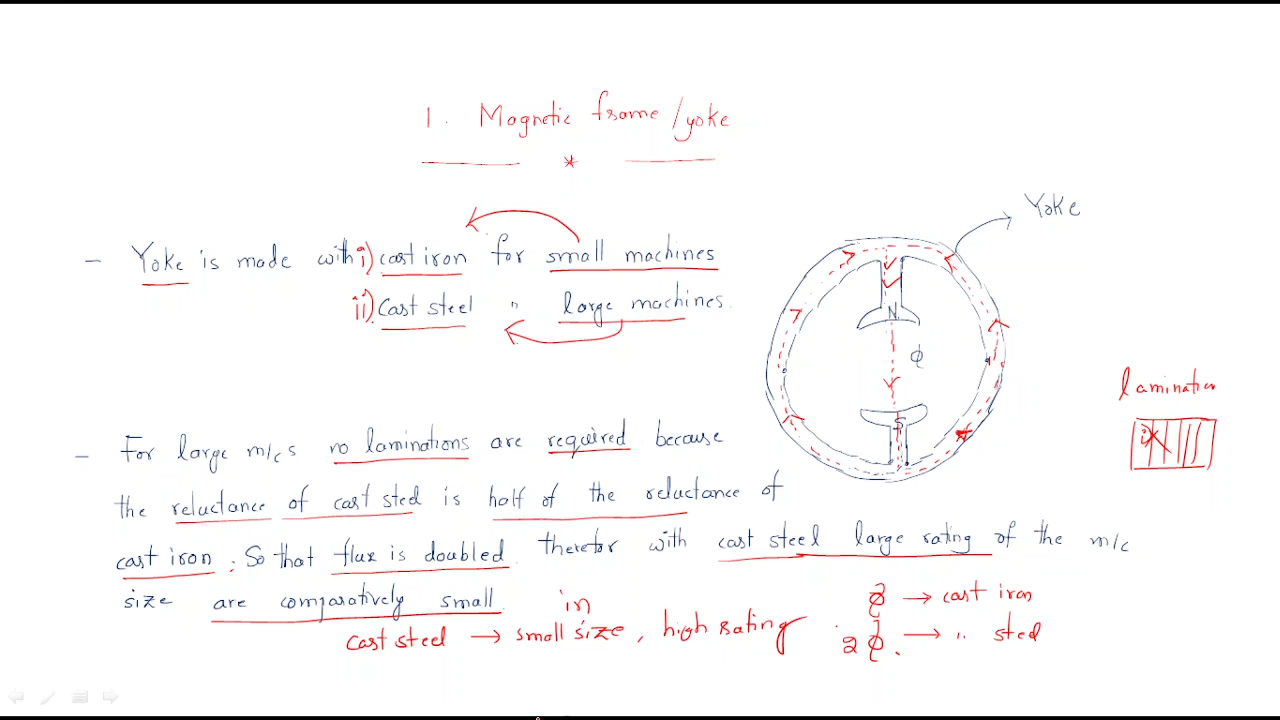 1. Magnetic frame/yoke
*
Yoke
- Yoke is made with i) cast iron for small machines
ii) Cast steel " large machines.
N
ϕ
S
lamination
- For large m/cs no laminations are required because
the reluctance of cast steel is half of the reluctance of
cast iron. So that flux is doubled therefor with cast steel large rating of the m/c
size are comparatively small.
in
cast steel → small size, high rating
ϕ → cast iron
2ϕ. → " steel